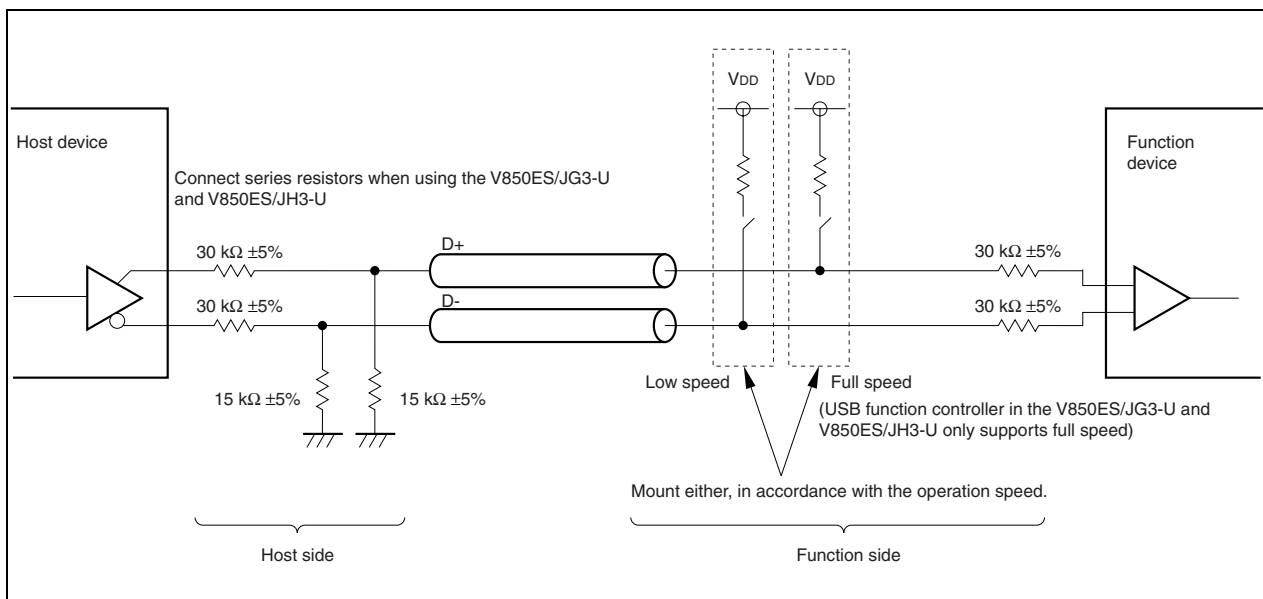 VDD
VDD
Host device
Function
device
Connect series resistors when using the V850ES/JG3-U
and V850ES/JH3-U
30 kΩ ±5%
D+
30 kΩ ±5%
30 kΩ ±5%
D-
30 kΩ ±5%
15 kΩ ±5%
15 kΩ ±5%
Low speed
Full speed
(USB function controller in the V850ES/JG3-U and
V850ES/JH3-U only supports full speed)
Mount either, in accordance with the operation speed.
Host side
Function side